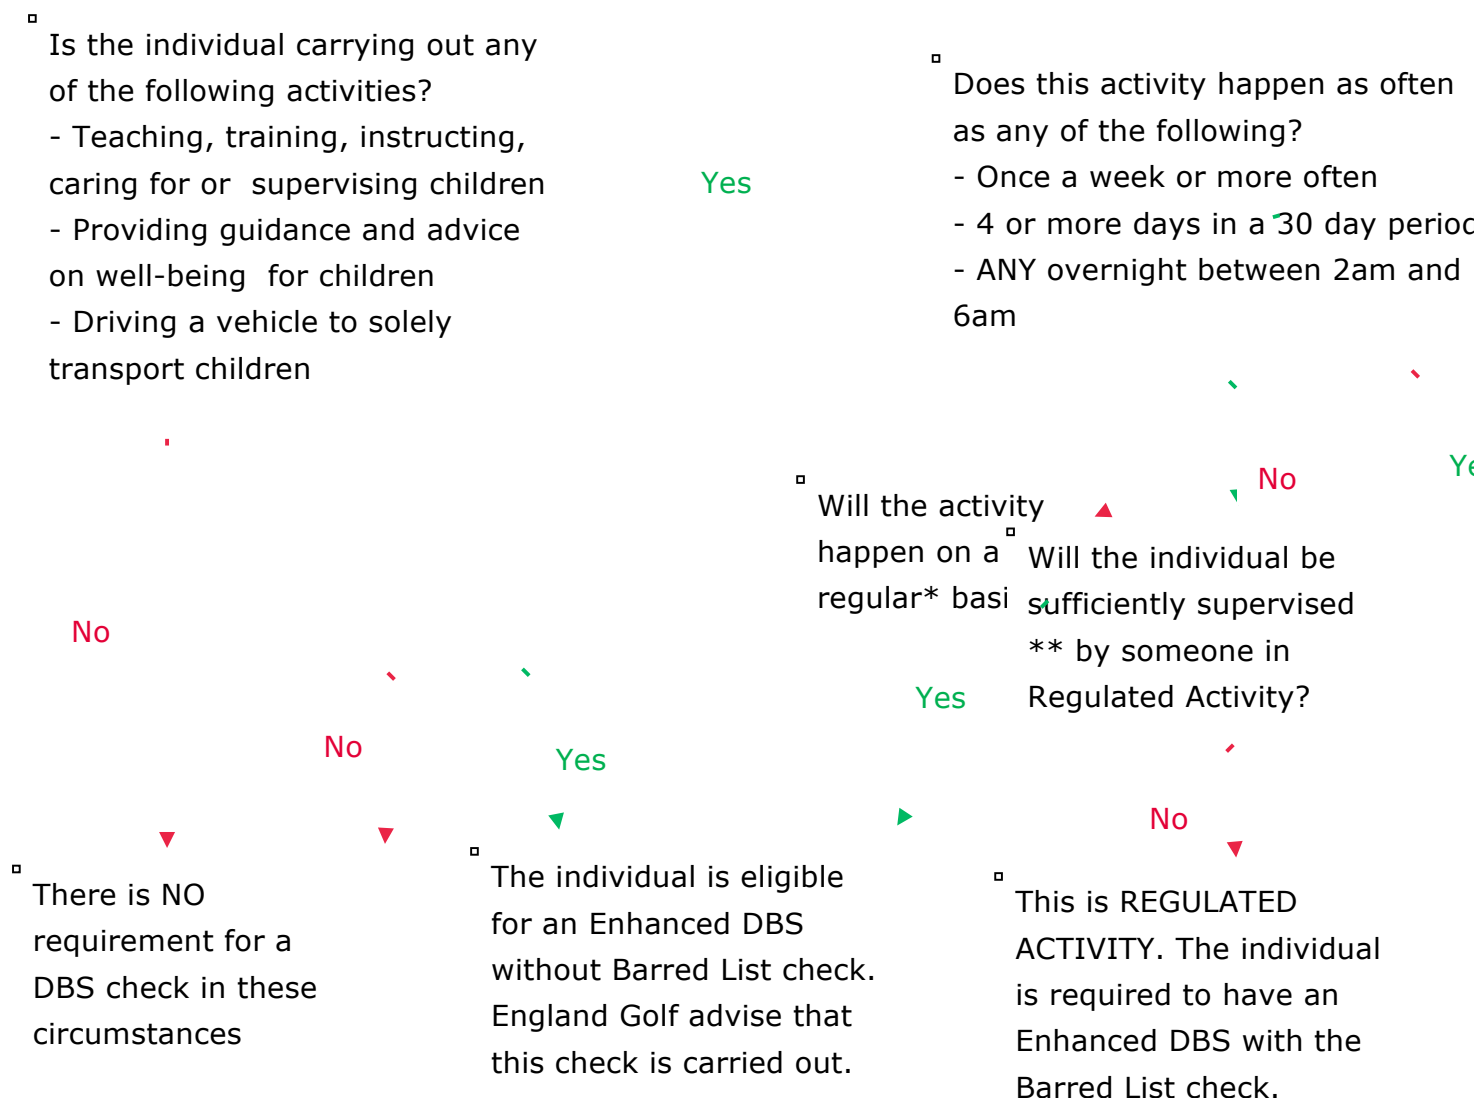 Is the individual carrying out any
of the following activities?
- Teaching, training, instructing,
caring for or supervising children
- Providing guidance and advice
on well-being for children
- Driving a vehicle to solely
transport children
Yes
Does this activity happen as often
as any of the following?
- Once a week or more often
- 4 or more days in a 30 day period
- ANY overnight between 2am and
6am
No
Ye
Will the activity
happen on a
regular* basi
Will the individual be
sufficiently supervised
** by someone in
Regulated Activity?
No
No
Yes
Yes
No
There is NO
requirement for a
DBS check in these
circumstances
The individual is eligible
for an Enhanced DBS
without Barred List check.
England Golf advise that
this check is carried out.
This is REGULATED
ACTIVITY. The individual
is required to have an
Enhanced DBS with the
Barred List check.